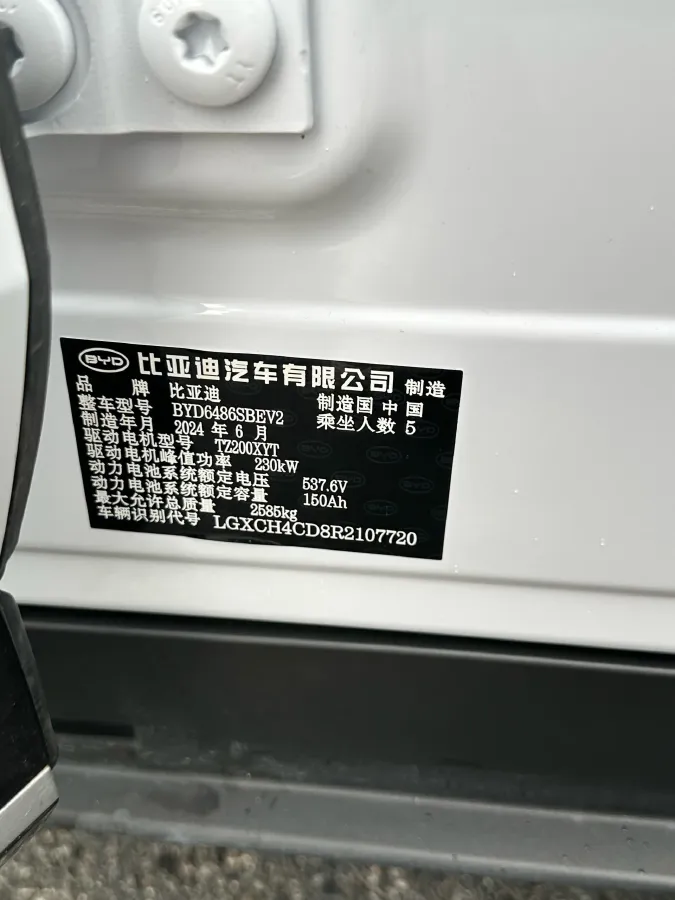 BYD 比亚迪汽车有限公司 制造
品牌 比亚迪 制造国 中国
整车型号 BYD6486SBEV2 乘坐人数 5
制造年月 2024 年 6 月
驱动电机型号 TZ200XYT
驱动电机峰值功率 230kW
动力电池系统额定电压 537.6V
动力电池系统额定容量 150Ah
最大允许总质量 2585kg
车辆识别代号 LGXCH4CD8R2107720